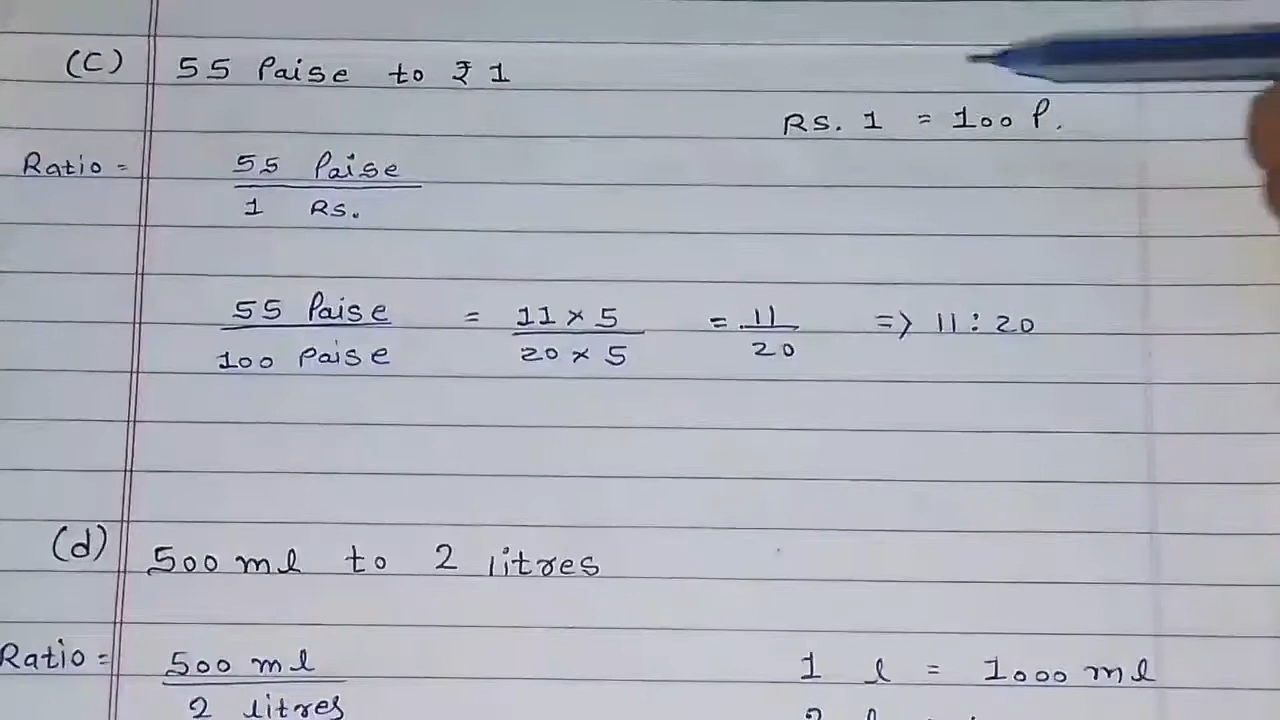 (C) 55 Paise to ₹ 1
RS. 1 = 100 P.
Ratio = 55 Paise
1 RS.
55 Paise = 11 × 5 = 11 => 11 : 20
100 Paise 20 × 5 20
(d) 500 ml to 2 litres
Ratio = 500 ml
1 l = 1000 ml
2 litres
2 l